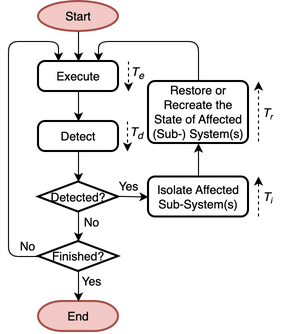 Start
Execute
T_e
Restore or
Recreate the
State of Affected
(Sub-) System(s)
T_r
Detect
T_d
Detected?
Yes
Isolate Affected
Sub-System(s)
T_i
No
No
Finished?
Yes
End